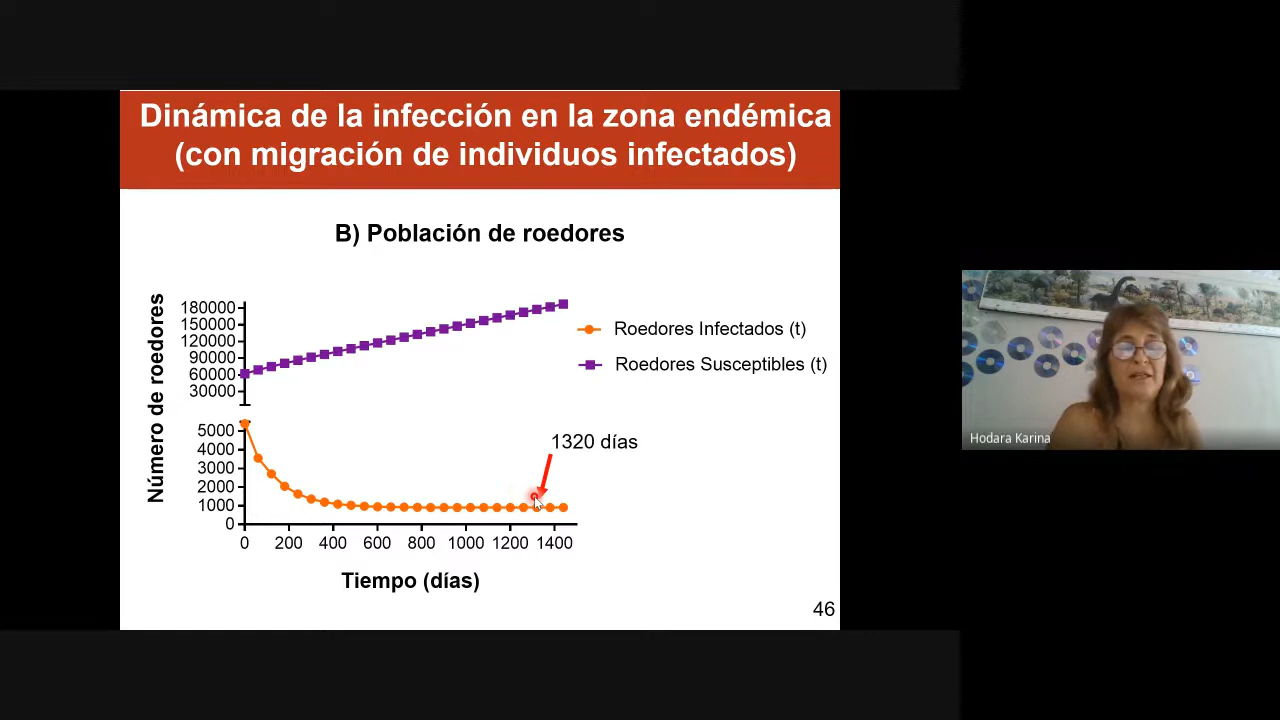 Dinámica de la infección en la zona endémica
(con migración de individuos infectados)
B) Población de roedores
Número de roedores
180000
150000
120000
90000
60000
30000
5000
4000
3000
2000
1000
0
0 200 400 600 800 1000 1200 1400
Tiempo (días)
Roedores Infectados (t)
Roedores Susceptibles (t)
1320 días
46
Hodara Karina